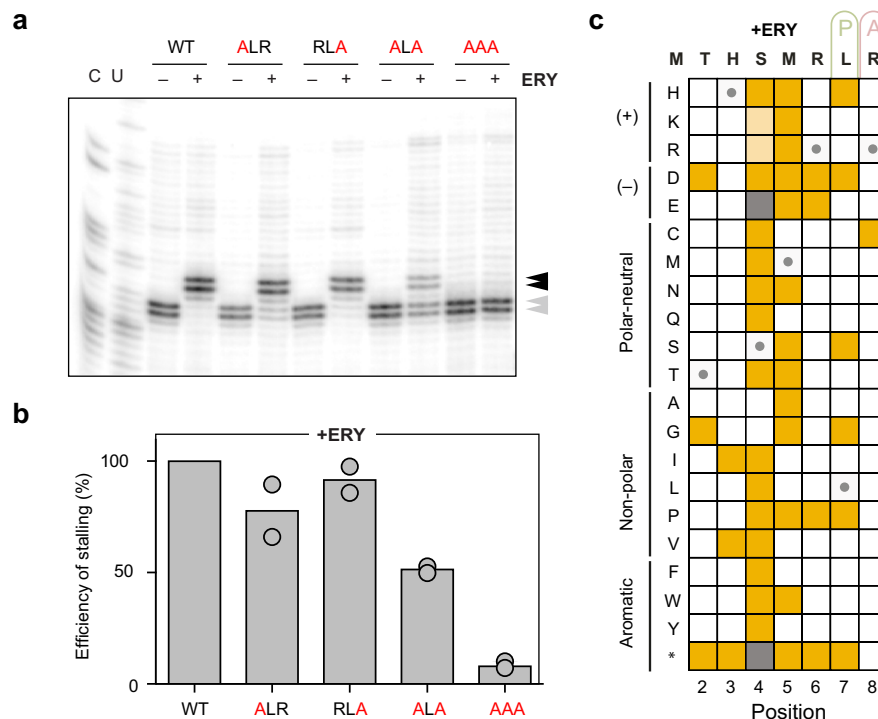 a
WT ALR RLA ALA AAA
C U – + – + – + – + – + ERY
b
+ERY
Efficiency of stalling (%)
100
50
0
WT ALR RLA ALA AAA
c
+ERY P A
M T H S M R L R
(+)
H
K
R
(–)
D
E
Polar-neutral
C
M
N
Q
S
T
Non-polar
A
G
I
L
P
V
Aromatic
F
W
Y
*
2 3 4 5 6 7 8
Position